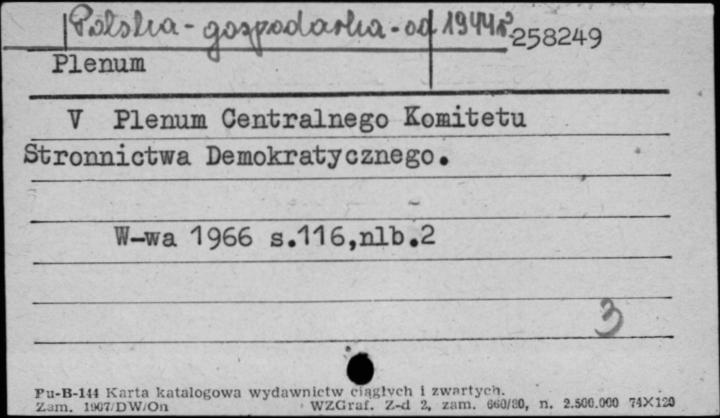 Polska - gospodarka - od 1944 r. 258249
Plenum
V Plenum Centralnego Komitetu
Stronnictwa Demokratycznego.
W-wa 1966 s.116,nlb.2
3
Pu-B-144 Karta katalogowa wydawnictw ciągłych i zwartych.
Zam. 1907/DW/On WZGraf. Z-d 2, zam. 660/80, n. 2.500.000 74X120